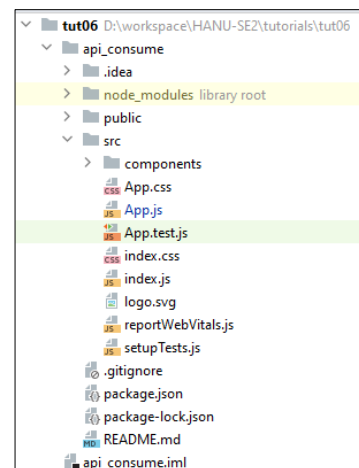 tut06 D:\workspace\HANU-SE2\tutorials\tut06
api_consume
.idea
node_modules library root
public
src
components
App.css
App.js
App.test.js
index.css
index.js
logo.svg
reportWebVitals.js
setupTests.js
.gitignore
package.json
package-lock.json
README.md
api_consume.iml